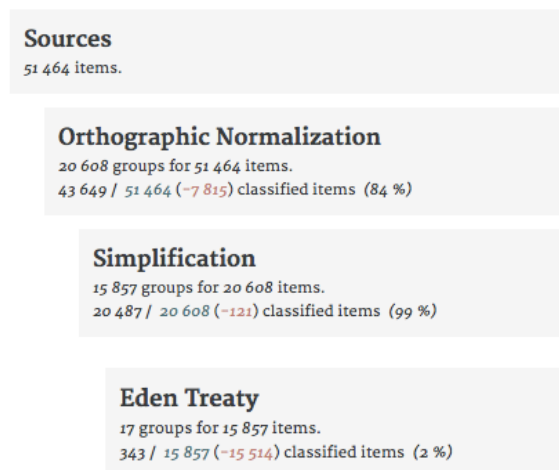 Sources
51 464 items.
Orthographic Normalization
20 608 groups for 51 464 items.
43 649 / 51 464 (-7 815) classified items (84 %)
Simplification
15 857 groups for 20 608 items.
20 487 / 20 608 (-121) classified items (99 %)
Eden Treaty
17 groups for 15 857 items.
343 / 15 857 (-15 514) classified items (2 %)